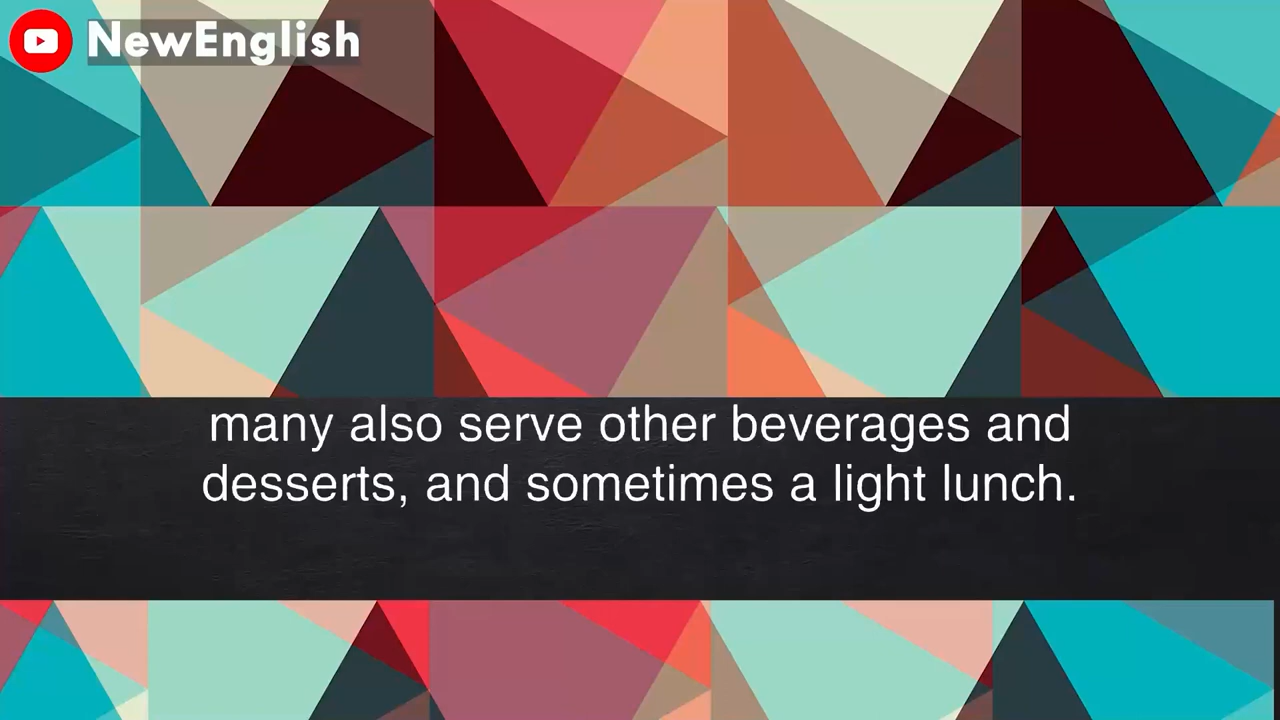 NewEnglish
many also serve other beverages and
desserts, and sometimes a light lunch.